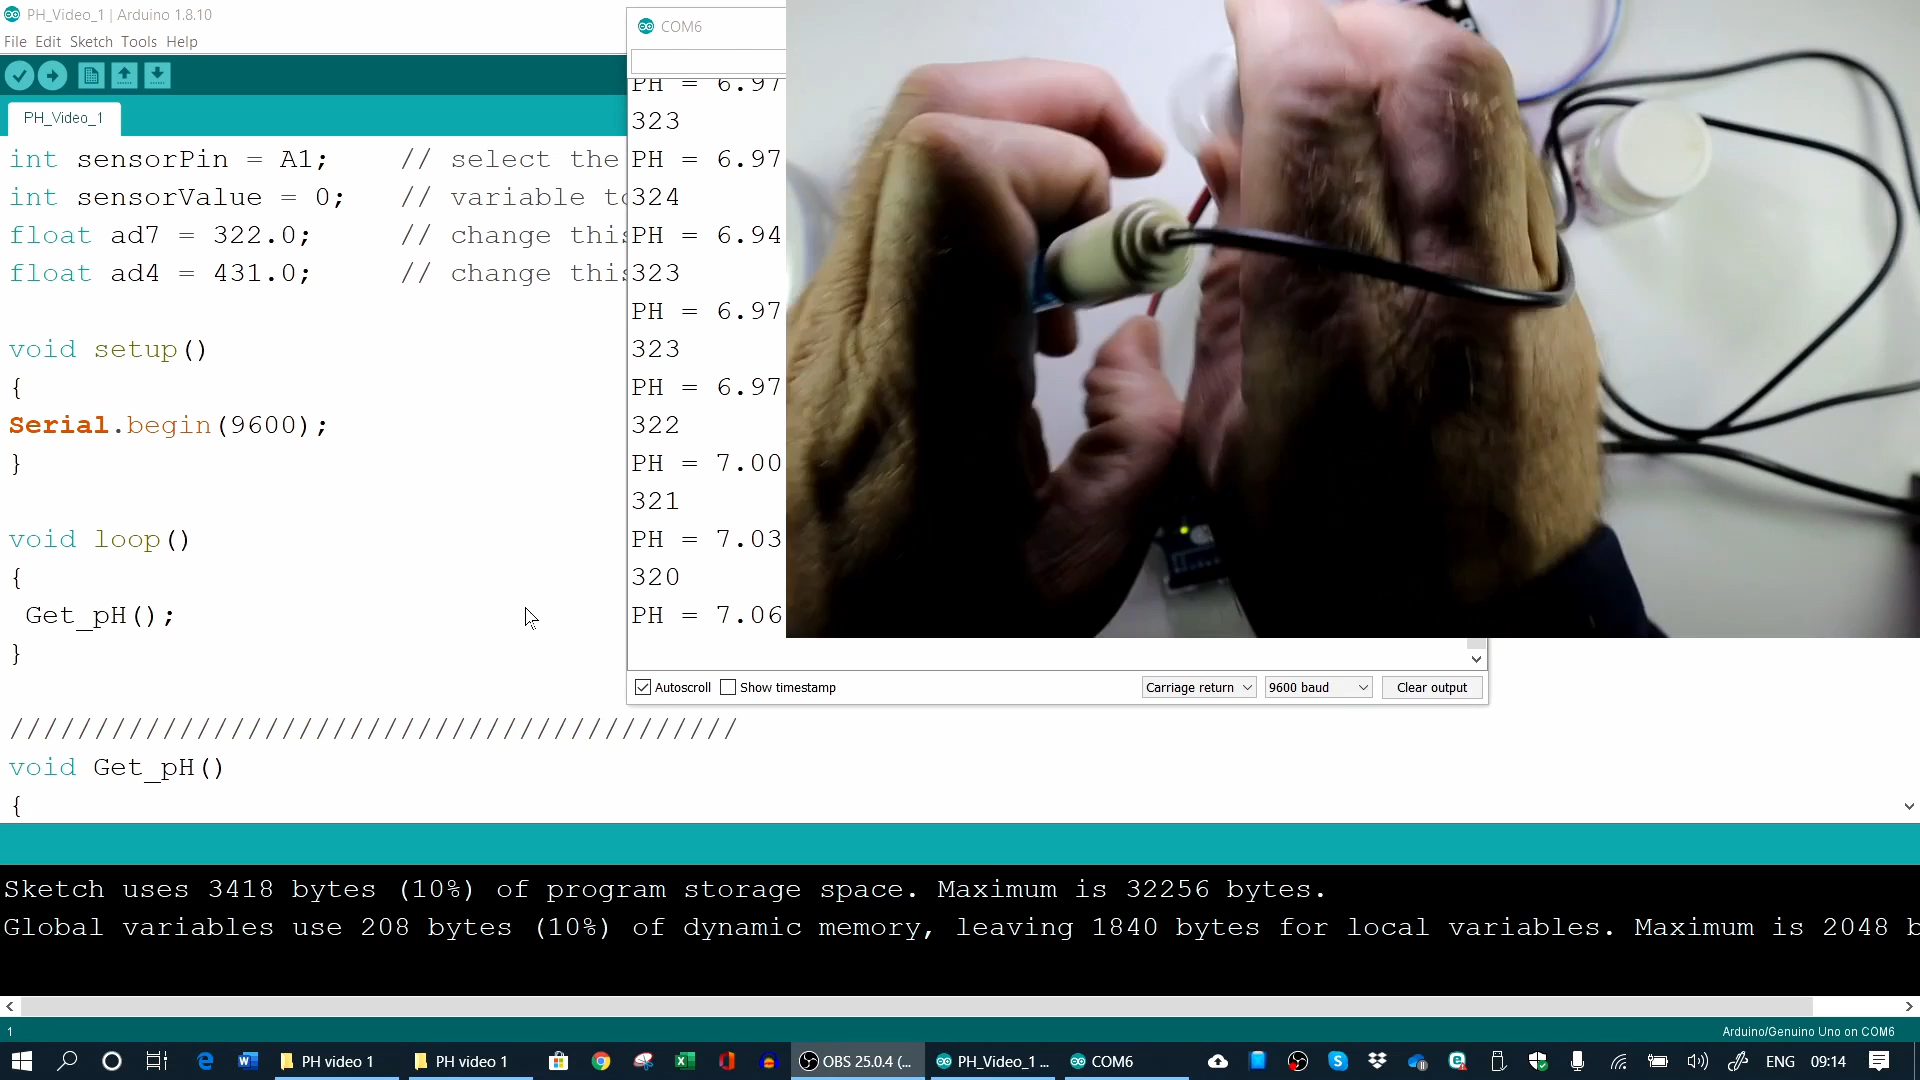 PH_Video_1 | Arduino 1.8.10
File Edit Sketch Tools Help
PH_Video_1
int sensorPin = A1; // select the
int sensorValue = 0; // variable to
float ad7 = 322.0; // change this
float ad4 = 431.0; // change this
void setup()
{
Serial.begin(9600);
}
void loop()
{
Get_pH();
}
///////////////////////////////////////////
void Get_pH()
{
COM6
PH = 6.97
323
PH = 6.97
324
PH = 6.94
323
PH = 6.97
323
PH = 6.97
322
PH = 7.00
321
PH = 7.03
320
PH = 7.06
Autoscroll Show timestamp Carriage return 9600 baud Clear output
Sketch uses 3418 bytes (10%) of program storage space. Maximum is 32256 bytes.
Global variables use 208 bytes (10%) of dynamic memory, leaving 1840 bytes for local variables. Maximum is 2048 b
1 Arduino/Genuino Uno on COM6
PH video 1 PH video 1 OBS 25.0.4 (... PH_Video_1 ... COM6 ENG 09:14